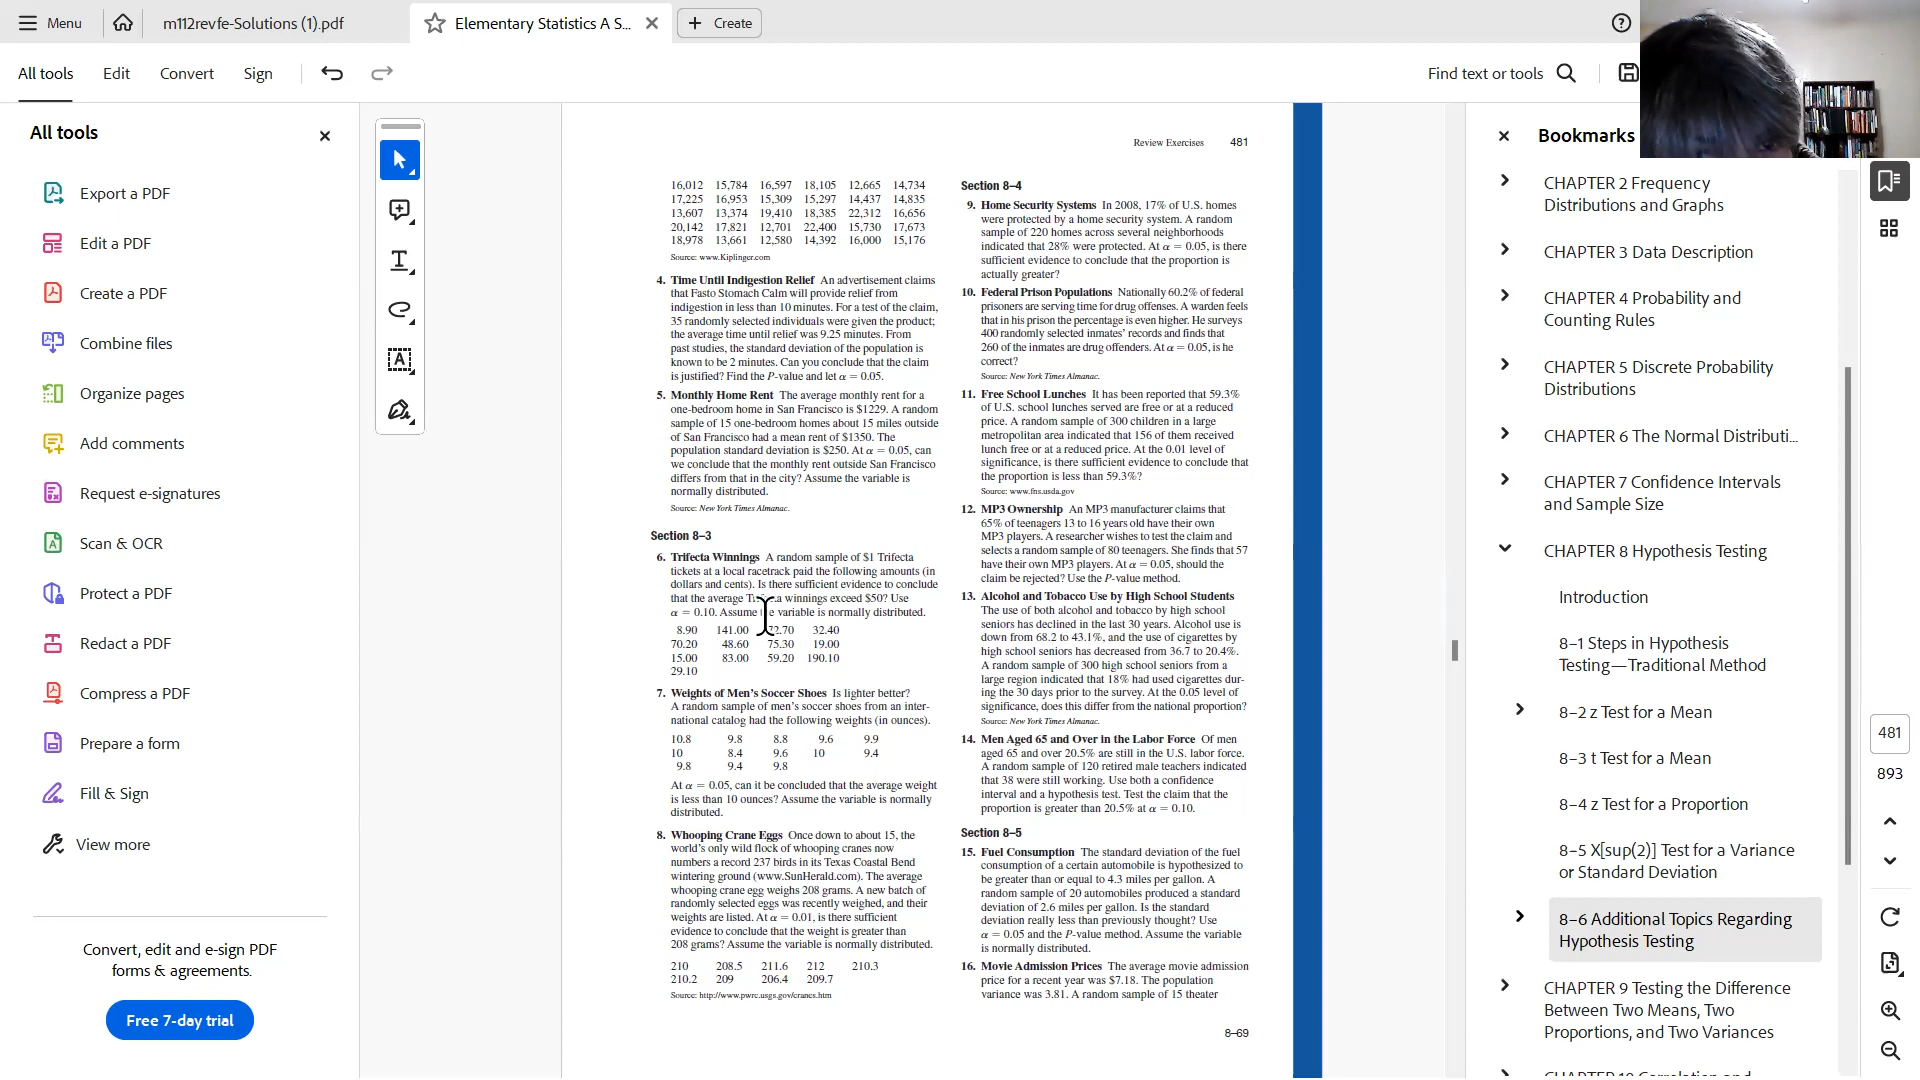 Menu
m112revfe-Solutions (1).pdf
Elementary Statistics A S...
Create
All tools
Edit
Convert
Sign
Find text or tools
All tools
Export a PDF
Edit a PDF
Create a PDF
Combine files
Organize pages
Add comments
Request e-signatures
Scan & OCR
Protect a PDF
Redact a PDF
Compress a PDF
Prepare a form
Fill & Sign
View more
Convert, edit and e-sign PDF
forms & agreements.
Free 7-day trial
Review Exercises 481
16,012 15,784 16,597 18,105 12,665 14,734
17,225 16,953 15,309 15,297 14,437 14,835
13,607 13,374 19,410 18,385 22,312 16,656
20,142 17,821 12,701 22,400 15,730 17,673
18,978 13,661 12,580 14,392 16,000 15,176
Source: www.Kiplinger.com
4. Time Until Indigestion Relief An advertisement claims
that Fasto Stomach Calm will provide relief from
indigestion in less than 10 minutes. For a test of the claim,
35 randomly selected individuals were given the product;
the average time until relief was 9.25 minutes. From
past studies, the standard deviation of the population is
known to be 2 minutes. Can you conclude that the claim
is justified? Find the P-value and let α = 0.05.
5. Monthly Home Rent The average monthly rent for a
one-bedroom home in San Francisco is $1229. A random
sample of 15 one-bedroom homes about 15 miles outside
of San Francisco had a mean rent of $1350. The
population standard deviation is $250. At α = 0.05, can
we conclude that the monthly rent outside San Francisco
differs from that in the city? Assume the variable is
normally distributed.
Source: New York Times Almanac.
Section 8–3
6. Trifecta Winnings A random sample of $1 Trifecta
tickets at a local racetrack paid the following amounts (in
dollars and cents). Is there sufficient evidence to conclude
that the average winnings exceed $50? Use
α = 0.10. Assume variable is normally distributed.
8.90 141.00 72.70 32.40
70.20 48.60 75.30 19.00
15.00 83.00 59.20 190.10
29.10
7. Weights of Men's Soccer Shoes Is lighter better?
A random sample of men's soccer shoes from an inter-
national catalog had the following weights (in ounces).
10.8 9.8 8.8 9.6 9.9
10 8.4 9.6 10 9.4
9.8 9.4 9.8
At α = 0.05, can it be concluded that the average weight
is less than 10 ounces? Assume the variable is normally
distributed.
8. Whooping Crane Eggs Once down to about 15, the
world's only wild flock of whooping cranes now
numbers a record 237 birds in its Texas Coastal Bend
wintering ground (www.SunHerald.com). The average
whooping crane egg weighs 208 grams. A new batch of
randomly selected eggs was recently weighed, and their
weights are listed. At α = 0.01, is there sufficient
evidence to conclude that the weight is greater than
208 grams? Assume the variable is normally distributed.
210 208.5 211.6 212 210.3
210.2 209 206.4 209.7
Source: http://www.pwrc.usgs.gov/cranes.htm
Section 8–4
9. Home Security Systems In 2008, 17% of U.S. homes
were protected by a home security system. A random
sample of 220 homes across several neighborhoods
indicated that 28% were protected. At α = 0.05, is there
sufficient evidence to conclude that the proportion is
actually greater?
10. Federal Prison Populations Nationally 60.2% of federal
prisoners are serving time for drug offenses. A warden feels
that in his prison the percentage is even higher. He surveys
400 randomly selected inmates' records and finds that
260 of the inmates are drug offenders. At α = 0.05, is he
correct?
Source: New York Times Almanac.
11. Free School Lunches It has been reported that 59.3%
of U.S. school lunches served are free or at a reduced
price. A random sample of 300 children in a large
metropolitan area indicated that 156 of them received
lunch free or at a reduced price. At the 0.01 level of
significance, is there sufficient evidence to conclude that
the proportion is less than 59.3%?
Source: www.fns.usda.gov
12. MP3 Ownership An MP3 manufacturer claims that
65% of teenagers 13 to 16 years old have their own
MP3 players. A researcher wishes to test the claim and
selects a random sample of 80 teenagers. She finds that 57
have their own MP3 players. At α = 0.05, should the
claim be rejected? Use the P-value method.
13. Alcohol and Tobacco Use by High School Students
The use of both alcohol and tobacco by high school
seniors has declined in the last 30 years. Alcohol use is
down from 68.2 to 43.1%, and the use of cigarettes by
high school seniors has decreased from 36.7 to 20.4%.
A random sample of 300 high school seniors from a
large region indicated that 18% had used cigarettes dur-
ing the 30 days prior to the survey. At the 0.05 level of
significance, does this differ from the national proportion?
Source: New York Times Almanac.
14. Men Aged 65 and Over in the Labor Force Of men
aged 65 and over 20.5% are still in the U.S. labor force.
A random sample of 120 retired male teachers indicated
that 38 were still working. Use both a confidence
interval and a hypothesis test. Test the claim that the
proportion is greater than 20.5% at α = 0.10.
Section 8–5
15. Fuel Consumption The standard deviation of the fuel
consumption of a certain automobile is hypothesized to
be greater than or equal to 4.3 miles per gallon. A
random sample of 20 automobiles produced a standard
deviation of 2.6 miles per gallon. Is the standard
deviation really less than previously thought? Use
α = 0.05 and the P-value method. Assume the variable
is normally distributed.
16. Movie Admission Prices The average movie admission
price for a recent year was $7.18. The population
variance was 3.81. A random sample of 15 theater
8–69
Bookmarks
CHAPTER 2 Frequency
Distributions and Graphs
CHAPTER 3 Data Description
CHAPTER 4 Probability and
Counting Rules
CHAPTER 5 Discrete Probability
Distributions
CHAPTER 6 The Normal Distributi...
CHAPTER 7 Confidence Intervals
and Sample Size
CHAPTER 8 Hypothesis Testing
Introduction
8–1 Steps in Hypothesis
Testing—Traditional Method
8–2 z Test for a Mean
8–3 t Test for a Mean
8–4 z Test for a Proportion
8–5 X[sup(2)] Test for a Variance
or Standard Deviation
8–6 Additional Topics Regarding
Hypothesis Testing
CHAPTER 9 Testing the Difference
Between Two Means, Two
Proportions, and Two Variances
481
893